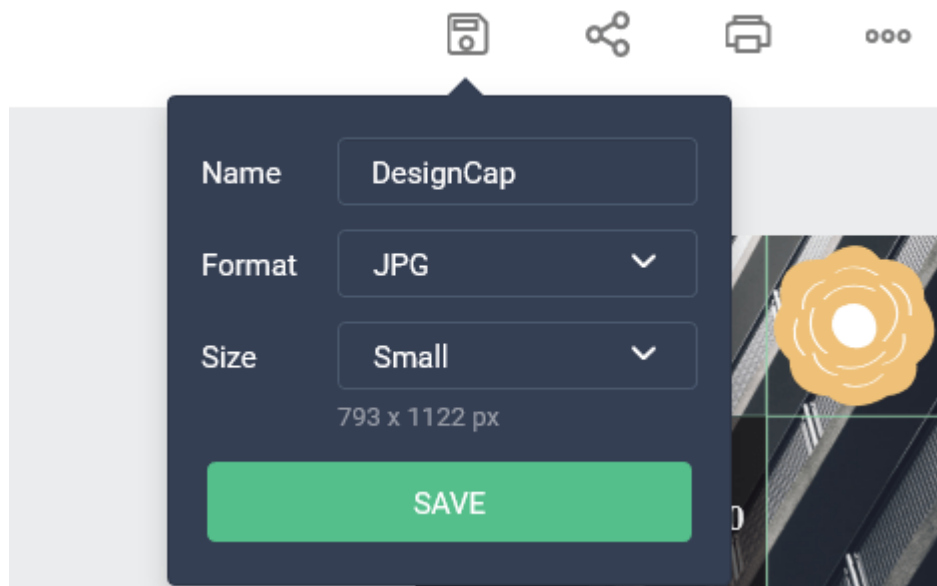 Name DesignCap
Format JPG
Size Small
793 x 1122 px
SAVE